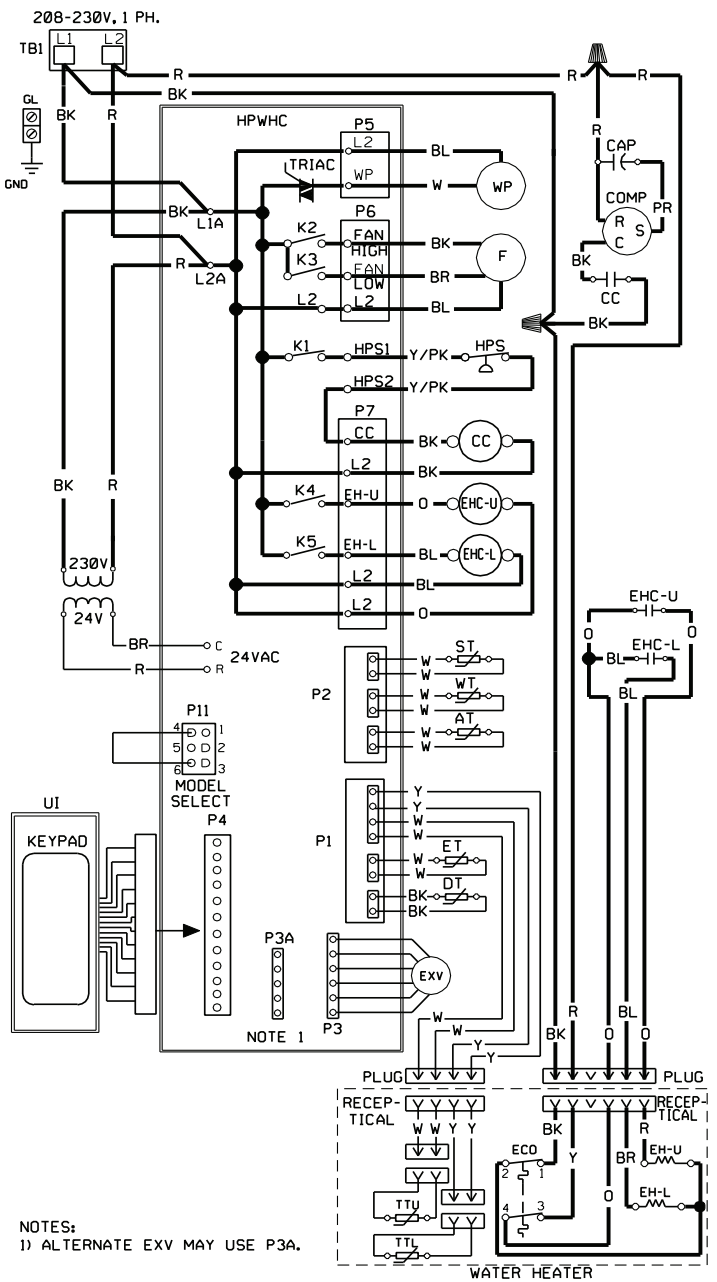 208-230V, 1 PH.
TB1 L1 L2
R R R
BK
GL
BK R
GND
HPWHC
P5
L2 BL
TRIAC
WP W WP
R
CAP
COMP
R S
C
PR
BK
CC
BK
BK L1A
R L2A
P6
K2 FAN HIGH BK
K3 FAN LOW BR
F
L2 L2 BL
K1 HPS1 Y/PK HPS
HPS2 Y/PK
P7
CC BK CC
L2 BK
K4 EH-U O EHC-U
K5 EH-L BL EHC-L
L2 BL
L2 O
BK R
230V
24V
BR C
24VAC
R R
EHC-U
O O
EHC-L
BL
BL
P2
W ST
W
W WT
W
W AT
W
P11
4 1
5 2
6 3
MODEL
SELECT
P1
Y
Y
W
W
W ET
W
BK DT
BK
UI
KEYPAD
P4
P3A
P3
EXV
NOTE 1
W
W
Y
Y
BK R O BL O
PLUG PLUG
RECEP-
TICAL
RECEP-
TICAL
W W Y Y
BK Y O BR R
ECO
2 1
4 3
EH-U
EH-L
TTU
TTL
WATER HEATER
NOTES:
1) ALTERNATE EXV MAY USE P3A.